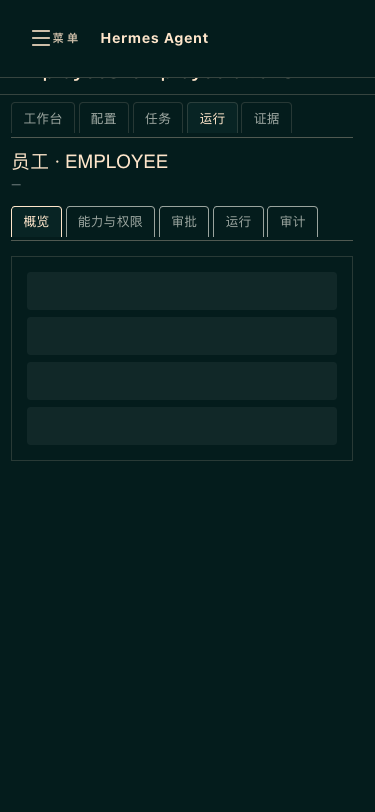 菜单 Hermes Agent
工作台 配置 任务 运行 证据
员工 · EMPLOYEE
—
概览 能力与权限 审批 运行 审计